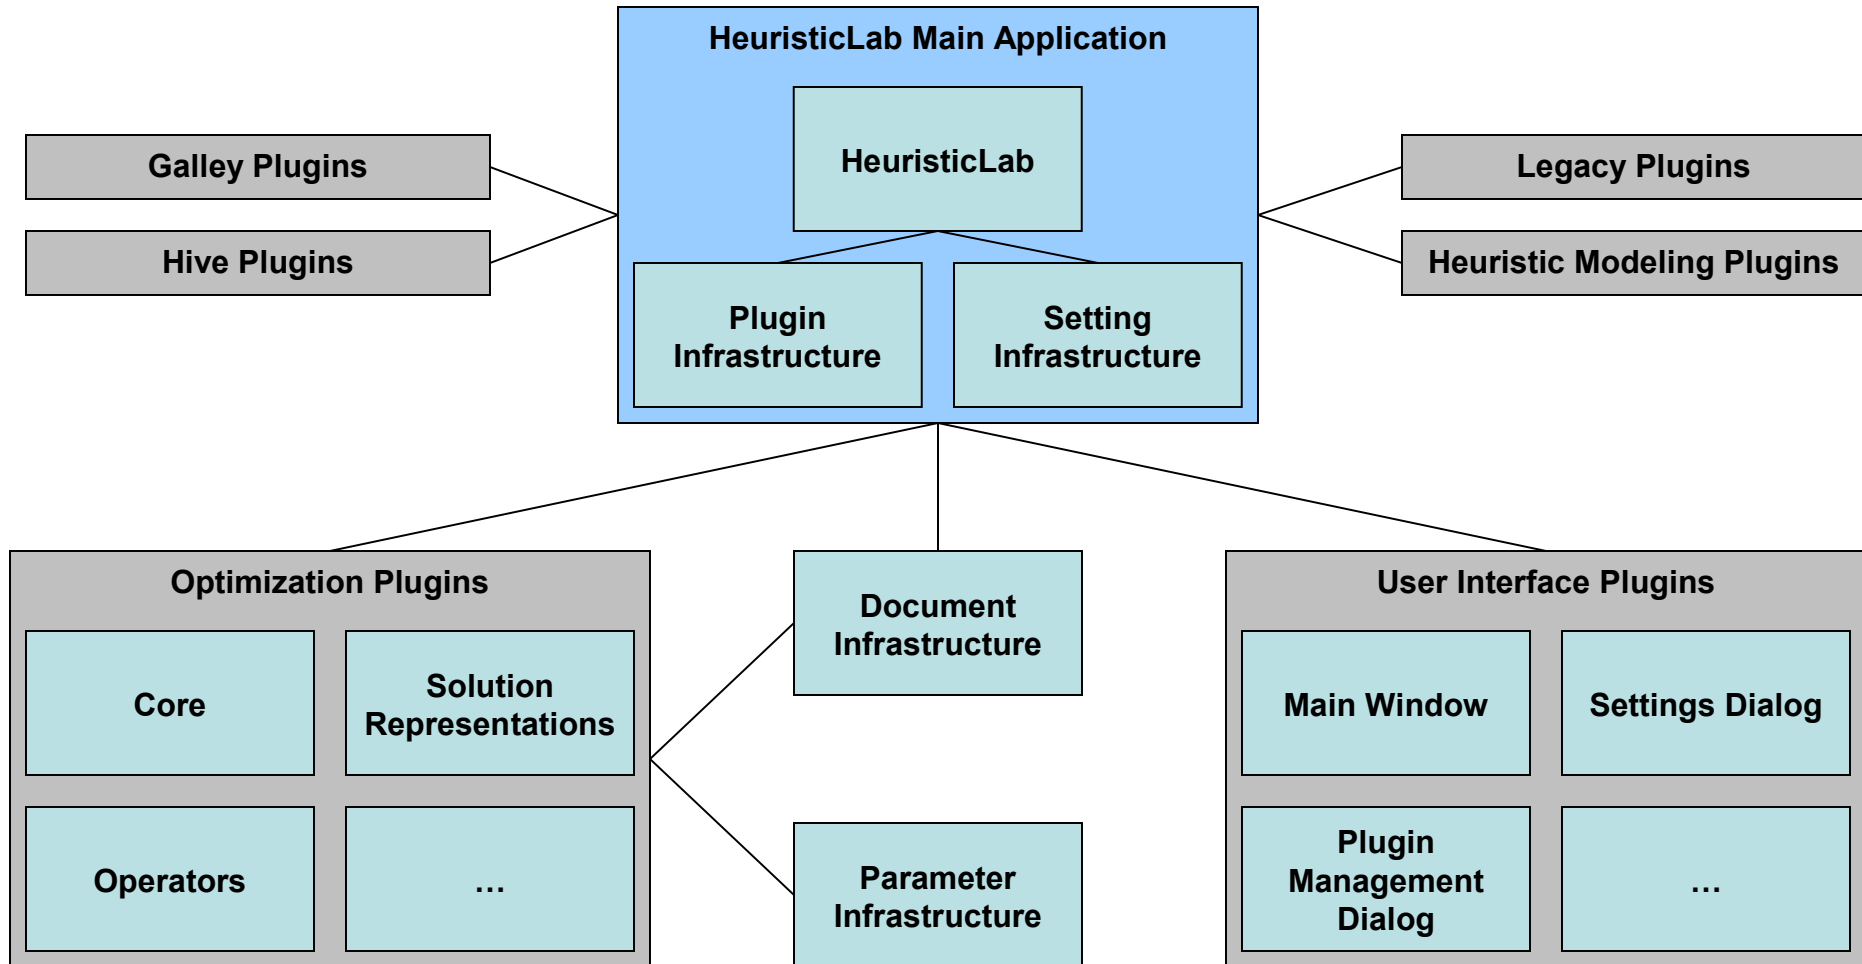 HeuristicLab Main Application
HeuristicLab
Galley Plugins
Legacy Plugins
Hive Plugins
Heuristic Modeling Plugins
Plugin
Infrastructure
Setting
Infrastructure
Optimization Plugins
Core
Solution
Representations
Operators
…
Document
Infrastructure
Parameter
Infrastructure
User Interface Plugins
Main Window
Settings Dialog
Plugin
Management
Dialog
…